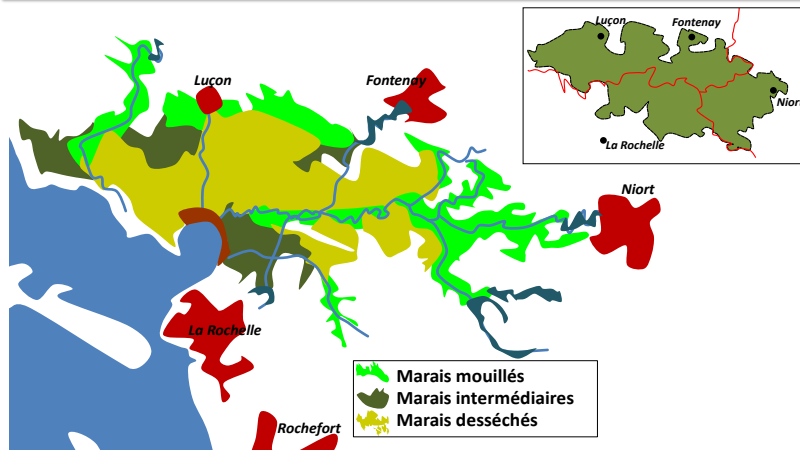 Luçon
Fontenay
Niort
La Rochelle
Luçon
Fontenay
Niort
La Rochelle
Rochefort
Marais mouillés
Marais intermédiaires
Marais desséchés